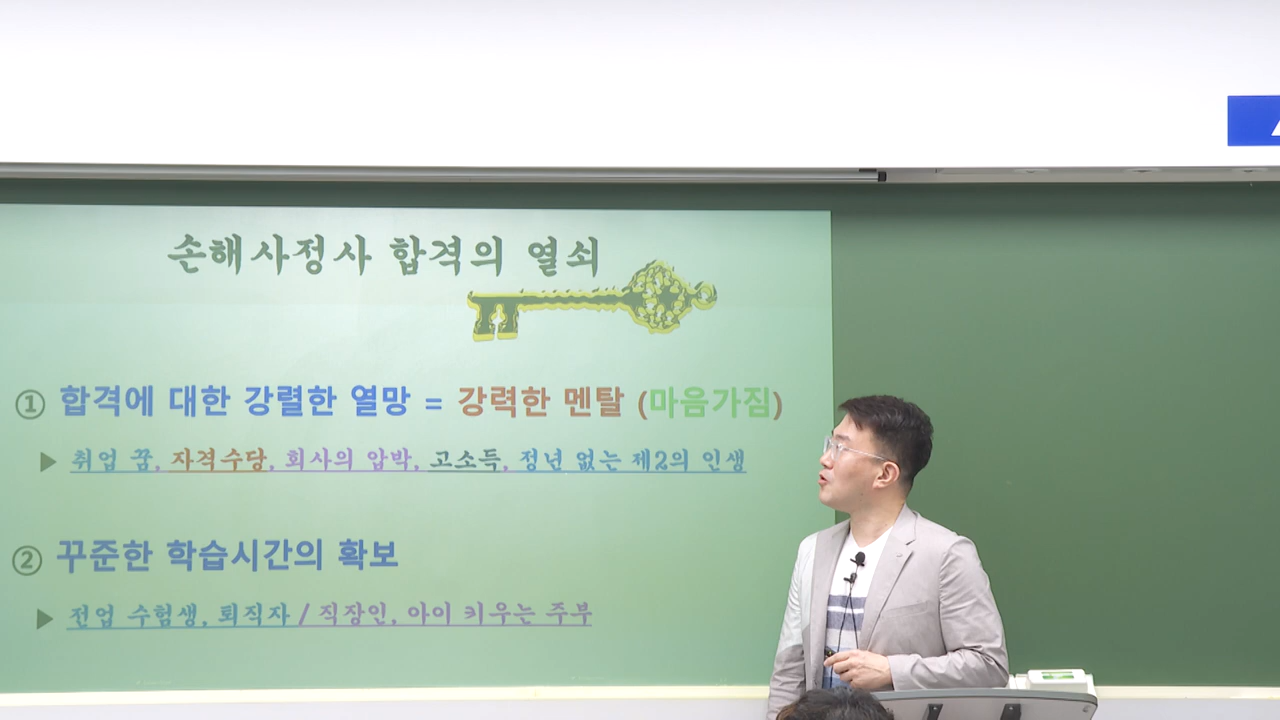 손해사정사 합격의 열쇠
① 합격에 대한 강렬한 열망 = 강력한 멘탈 (마음가짐)
▶ 취업 꿈, 자격수당, 회사의 압박, 고소득, 정년 없는 제2의 인생
② 꾸준한 학습시간의 확보
▶ 전업 수험생, 퇴직자 / 직장인, 아이 키우는 주부